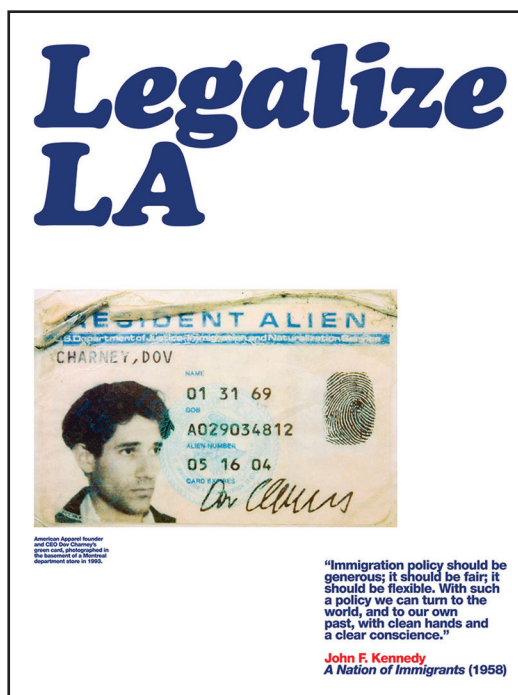 Legalize
LA
RESIDENT ALIEN
U.S.Department of Justice-Immigration and Naturalization Service
CHARNEY,DOV
NAME
01 31 69
DOB
A029034812
ALIEN NUMBER
05 16 04
CARD EXPIRES
Dov Charney
American Apparel founder
and CEO Dov Charney's
green card, photographed in
the basement of a Montreal
department store in 1993.
“Immigration policy should be
generous; it should be fair; it
should be flexible. With such
a policy we can turn to the
world, and to our own
past, with clean hands and
a clear conscience.”
John F. Kennedy
A Nation of Immigrants (1958)